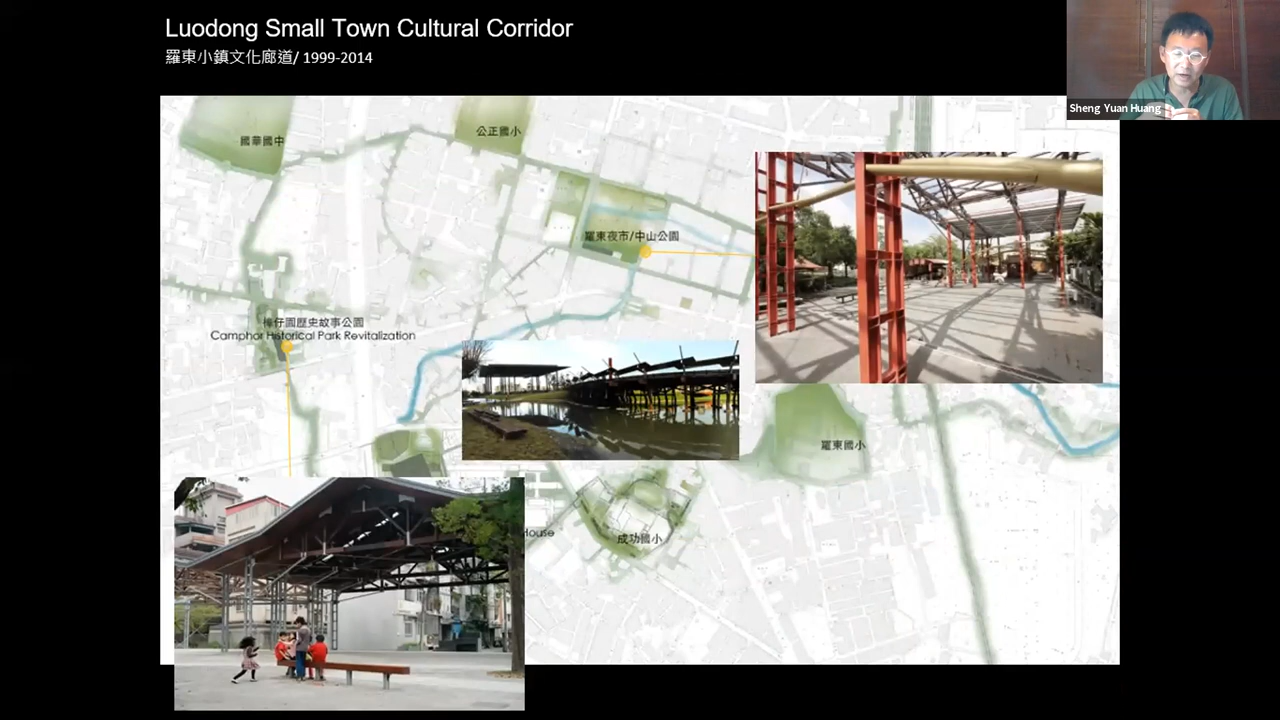 Luodong Small Town Cultural Corridor
羅東小鎮文化廊道/ 1999-2014
Sheng Yuan Huang
國華國中
公正國小
羅東夜市/中山公園
樟仔園歷史故事公園
Camphor Historical Park Revitalization
羅東國小
House
成功國小